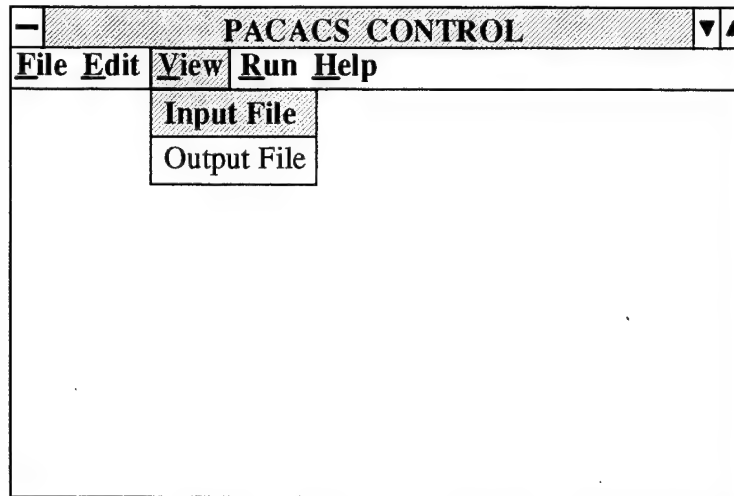 PACACS CONTROL
File Edit View Run Help
Input File
Output File